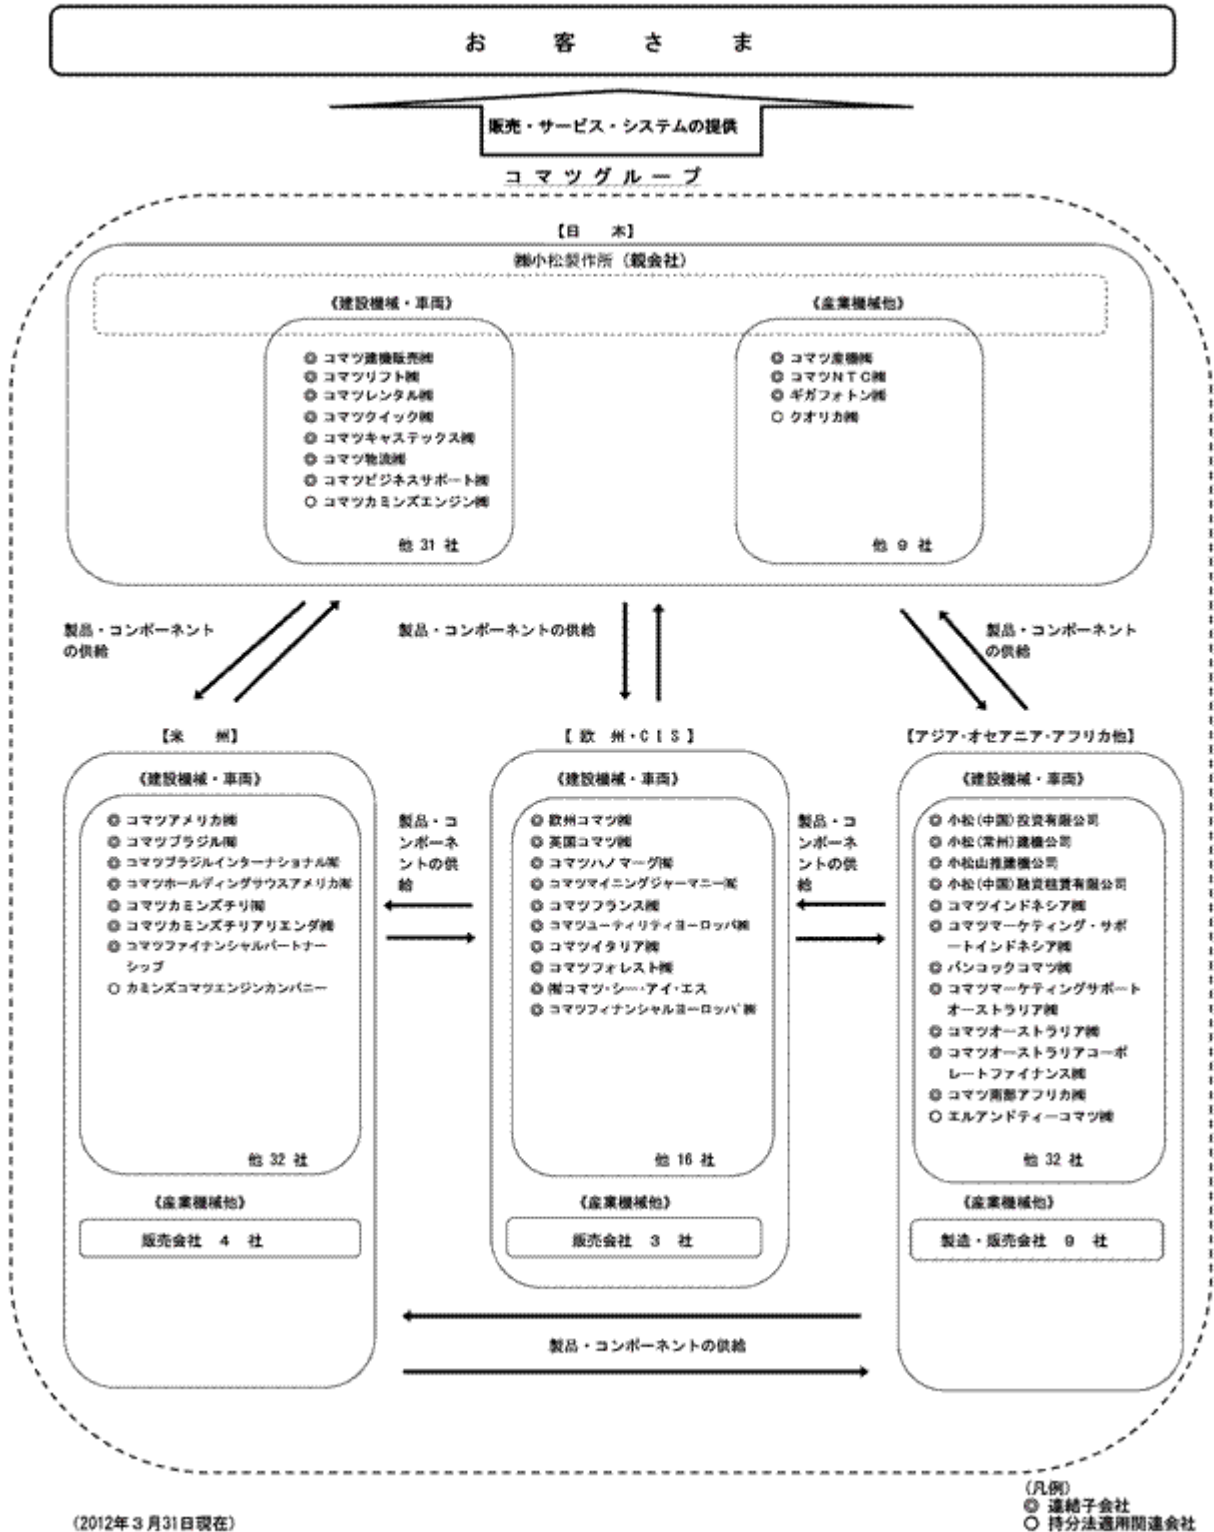 お客さま
販売・サービス・システムの提供
コマツグループ
【日 本】
㈱小松製作所（親会社）
《建設機械・車両》
◎ コマツ建機販売㈱
◎ コマツリフト㈱
◎ コマツレンタル㈱
◎ コマツクイック㈱
◎ コマツキャステックス㈱
◎ コマツ物流㈱
◎ コマツビジネスサポート㈱
○ コマツカミンズエンジン㈱
他 31 社
《産業機械他》
◎ コマツ産機㈱
◎ コマツＮＴＣ㈱
◎ ギガフォトン㈱
○ クオリカ㈱
他 ９ 社
製品・コンポーネント
の供給
製品・コンポーネントの供給
製品・コンポーネント
の供給
【米 州】
《建設機械・車両》
◎ コマツアメリカ㈱
◎ コマツブラジル㈲
◎ コマツブラジルインターナショナル㈲
◎ コマツホールディングサウスアメリカ㈲
◎ コマツカミンズチリ㈲
◎ コマツカミンズチリアリエンダ㈱
◎ コマツファイナンシャルパートナー
シップ
○ カミンズコマツエンジンカンパニー
他 32 社
《産業機械他》
販売会社 ４ 社
製品・コ
ンポーネ
ントの供
給
【欧 州・ＣＩＳ】
《建設機械・車両》
◎ 欧州コマツ㈱
◎ 英国コマツ㈱
◎ コマツハノマーグ㈲
◎ コマツマイニングジャーマニー㈲
◎ コマツフランス㈱
◎ コマツユーティリティヨーロッパ㈱
◎ コマツイタリア㈱
◎ コマツフォレスト㈱
◎ ㈲コマツ・シー・アイ・エス
◎ コマツフィナンシャルヨーロッパ㈱
他 16 社
《産業機械他》
販売会社 ３ 社
製品・コ
ンポーネ
ントの供
給
【アジア・オセアニア・アフリカ他】
《建設機械・車両》
◎ 小松(中国)投資有限公司
◎ 小松(常州)建機公司
◎ 小松山推建機公司
◎ 小松(中国)融資租賃有限公司
◎ コマツインドネシア㈱
◎ コマツマーケティング・サポ
ートインドネシア㈱
◎ バンコックコマツ㈱
◎ コマツマーケティングサポート
オーストラリア㈱
◎ コマツオーストラリア㈱
◎ コマツオーストラリアコーポ
レートファイナンス㈱
◎ コマツ南部アフリカ㈱
○ エルアンドティーコマツ㈱
他 32 社
《産業機械他》
製造・販売会社 ９ 社
製品・コンポーネントの供給
(凡例)
◎ 連結子会社
○ 持分法適用関連会社
(2012年３月31日現在)